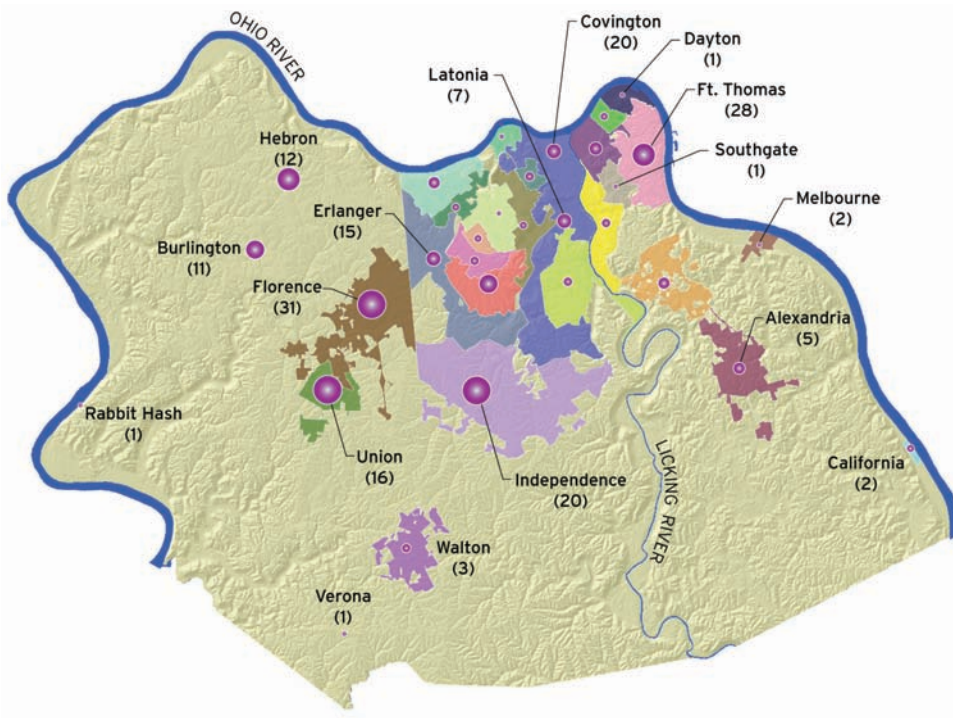 OHIO RIVER
Covington
(20)
Dayton
(1)
Latonia
(7)
Ft. Thomas
(28)
Hebron
(12)
Southgate
(1)
Melbourne
(2)
Erlanger
(15)
Burlington
(11)
Florence
(31)
Alexandria
(5)
Rabbit Hash
(1)
Union
(16)
Independence
(20)
LICKING RIVER
California
(2)
Walton
(3)
Verona
(1)